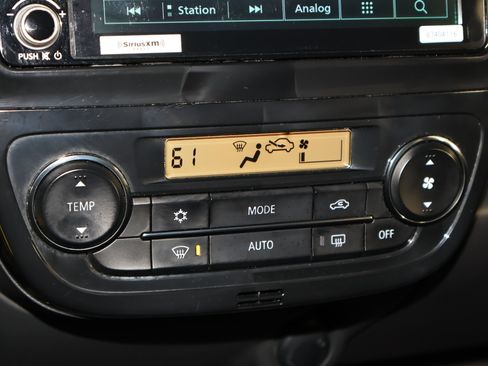 Station Analog
PUSH
SiriusXM
61
TEMP MODE
AUTO OFF